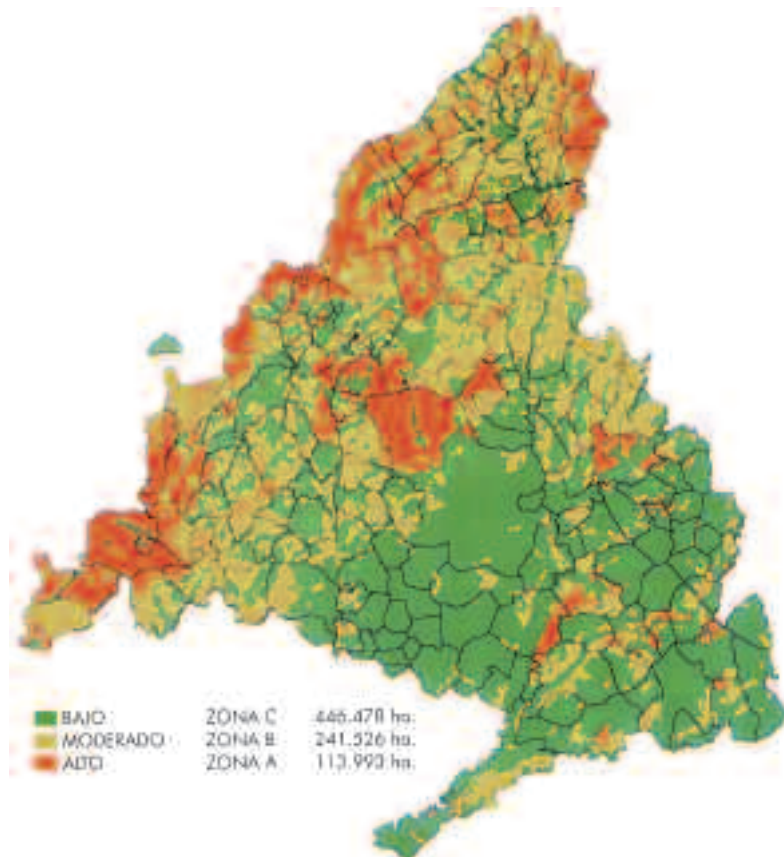 BAJO ZONA C 446.478 ha.
MODERADO ZONA B 241.526 ha.
ALTO ZONA A 113.993 ha.